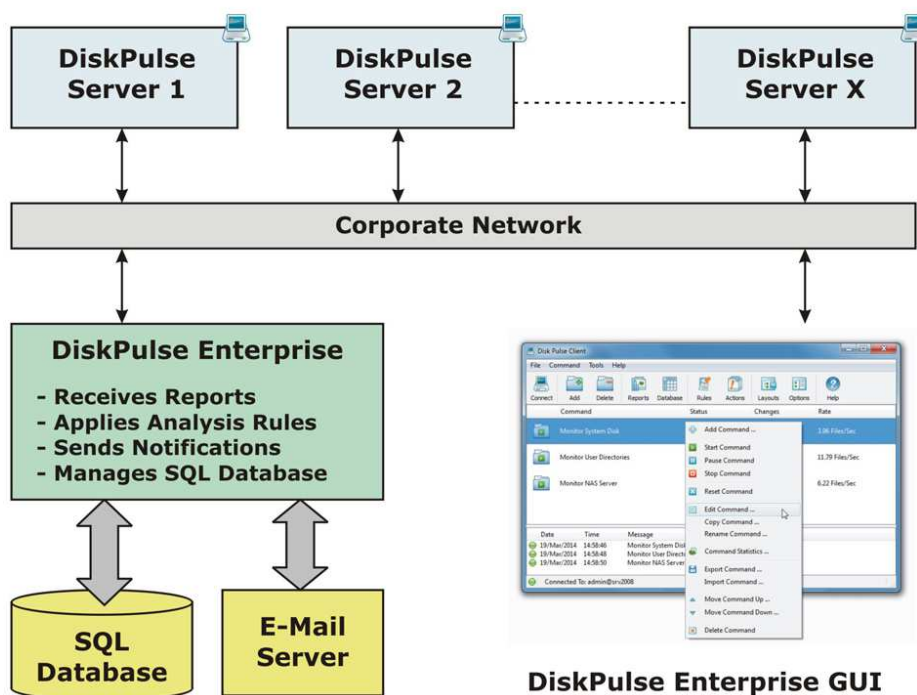 DiskPulse
Server 1
DiskPulse
Server 2
DiskPulse
Server X
Corporate Network
DiskPulse Enterprise
- Receives Reports
- Applies Analysis Rules
- Sends Notifications
- Manages SQL Database
SQL
Database
E-Mail
Server
Disk Pulse Client
File Command Tools Help
Connect Add Delete Reports Database Rules Actions Layouts Options Help
Command Status Changes Rate
Monitor System Disk 3.86 Files/Sec
Monitor User Directories 11.79 Files/Sec
Monitor NAS Server 6.22 Files/Sec
Add Command ...
Start Command
Pause Command
Stop Command
Reset Command
Edit Command ...
Copy Command ...
Rename Command ...
Command Statistics ...
Export Command ...
Import Command ...
Move Command Up ...
Move Command Down ...
Delete Command
Date Time Message
19/Mar/2014 14:58:46 Monitor System Disk
19/Mar/2014 14:58:48 Monitor User Directo
19/Mar/2014 14:58:50 Monitor NAS Server
Connected To: admin@srv2008
DiskPulse Enterprise GUI